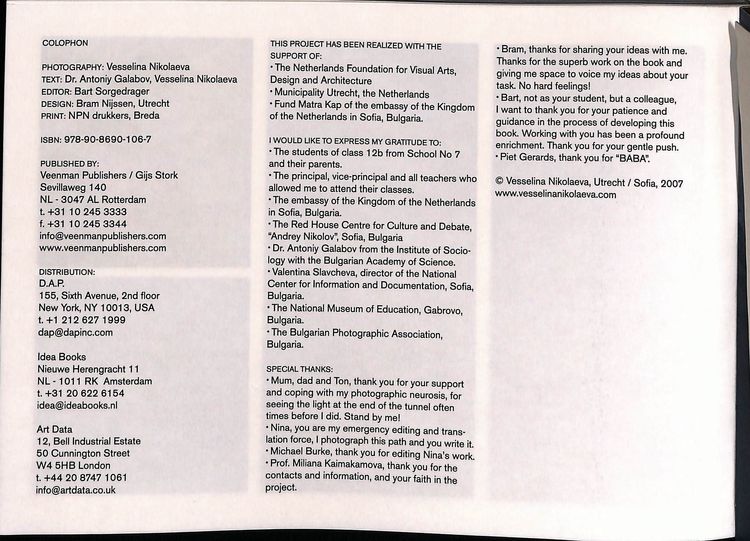 COLOPHON
PHOTOGRAPHY: Vesselina Nikolaeva
TEXT: Dr. Antoniy Galabov, Vesselina Nikolaeva
EDITOR: Bart Sorgedrager
DESIGN: Bram Nijssen, Utrecht
PRINT: NPN drukkers, Breda
ISBN: 978-90-8690-106-7
PUBLISHED BY:
Veenman Publishers / Gijs Stork
Sevillaweg 140
NL - 3047 AL Rotterdam
t. +31 10 245 3333
f. +31 10 245 3344
info@veenmanpublishers.com
www.veenmanpublishers.com
DISTRIBUTION:
D.A.P.
155, Sixth Avenue, 2nd floor
New York, NY 10013, USA
t. +1 212 627 1999
dap@dapinc.com
Idea Books
Nieuwe Herengracht 11
NL - 1011 RK Amsterdam
t. +31 20 622 6154
idea@ideabooks.nl
Art Data
12, Bell Industrial Estate
50 Cunnington Street
W4 5HB London
t. +44 20 8747 1061
info@artdata.co.uk
THIS PROJECT HAS BEEN REALIZED WITH THE
SUPPORT OF:
• The Netherlands Foundation for Visual Arts,
Design and Architecture
• Municipality Utrecht, the Netherlands
• Fund Matra Kap of the embassy of the Kingdom
of the Netherlands in Sofia, Bulgaria.
I WOULD LIKE TO EXPRESS MY GRATITUDE TO:
• The students of class 12b from School No 7
and their parents.
• The principal, vice-principal and all teachers who
allowed me to attend their classes.
• The embassy of the Kingdom of the Netherlands
in Sofia, Bulgaria.
• The Red House Centre for Culture and Debate,
"Andrey Nikolov", Sofia, Bulgaria
• Dr. Antoniy Galabov from the Institute of Socio-
logy with the Bulgarian Academy of Science.
• Valentina Slavcheva, director of the National
Center for Information and Documentation, Sofia,
Bulgaria.
• The National Museum of Education, Gabrovo,
Bulgaria.
• The Bulgarian Photographic Association,
Bulgaria.
SPECIAL THANKS:
• Mum, dad and Ton, thank you for your support
and coping with my photographic neurosis, for
seeing the light at the end of the tunnel often
times before I did. Stand by me!
• Nina, you are my emergency editing and trans-
lation force, I photograph this path and you write it.
• Michael Burke, thank you for editing Nina's work.
• Prof. Miliana Kaimakamova, thank you for the
contacts and information, and your faith in the
project.
• Bram, thanks for sharing your ideas with me.
Thanks for the superb work on the book and
giving me space to voice my ideas about your
task. No hard feelings!
• Bart, not as your student, but a colleague,
I want to thank you for your patience and
guidance in the process of developing this
book. Working with you has been a profound
enrichment. Thank you for your gentle push.
• Piet Gerards, thank you for "BABA".
© Vesselina Nikolaeva, Utrecht / Sofia, 2007
www.vesselinanikolaeva.com